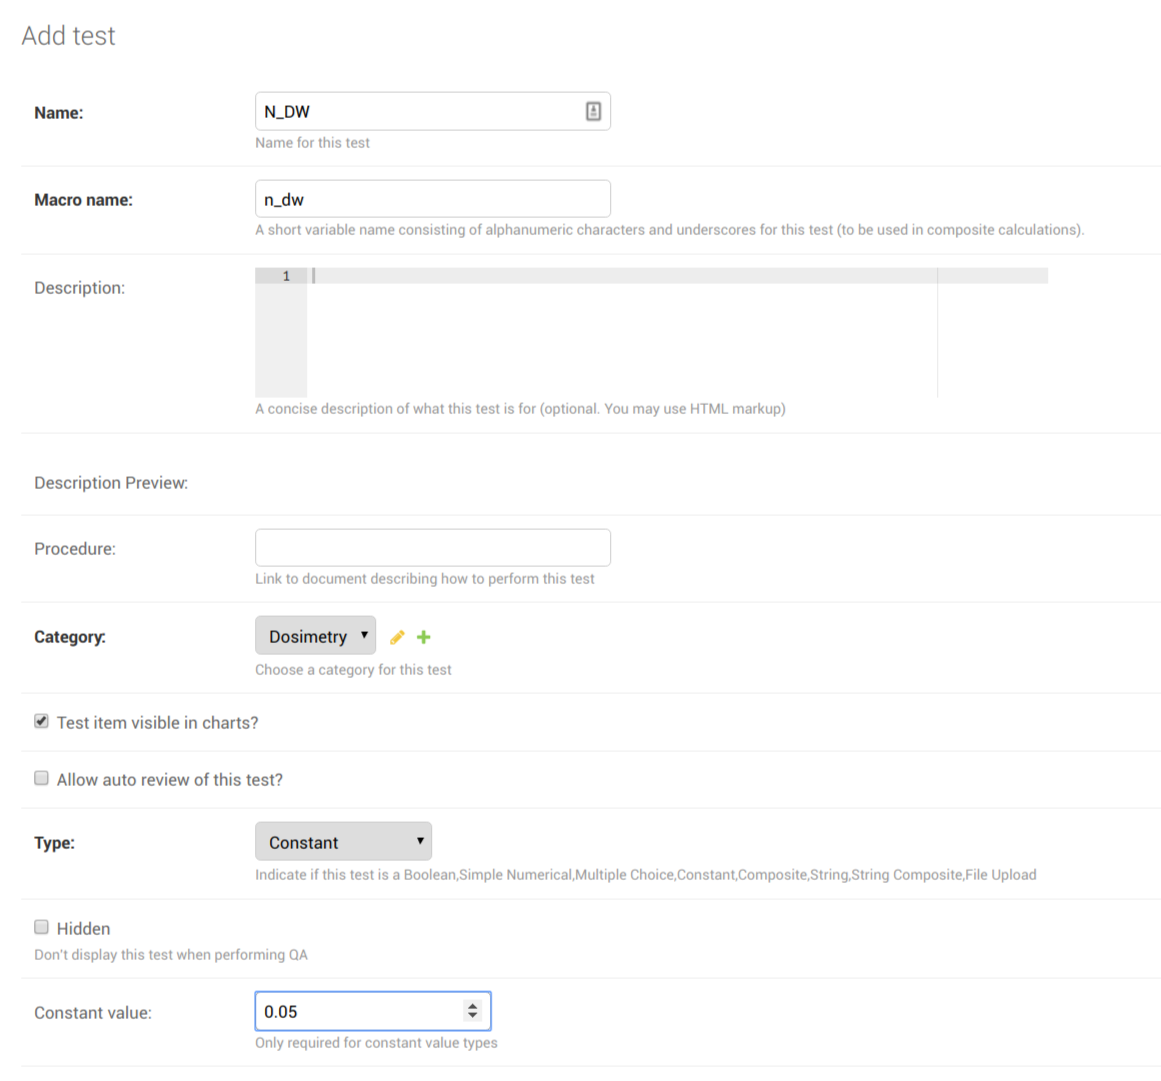 Add test
Name:
N_DW
Name for this test
Macro name:
n_dw
A short variable name consisting of alphanumeric characters and underscores for this test (to be used in composite calculations).
Description:
1
A concise description of what this test is for (optional. You may use HTML markup)
Description Preview:
Procedure:
Link to document describing how to perform this test
Category:
Dosimetry
Choose a category for this test
Test item visible in charts?
Allow auto review of this test?
Type:
Constant
Indicate if this test is a Boolean,Simple Numerical,Multiple Choice,Constant,Composite,String,String Composite,File Upload
Hidden
Don't display this test when performing QA
Constant value:
0.05
Only required for constant value types